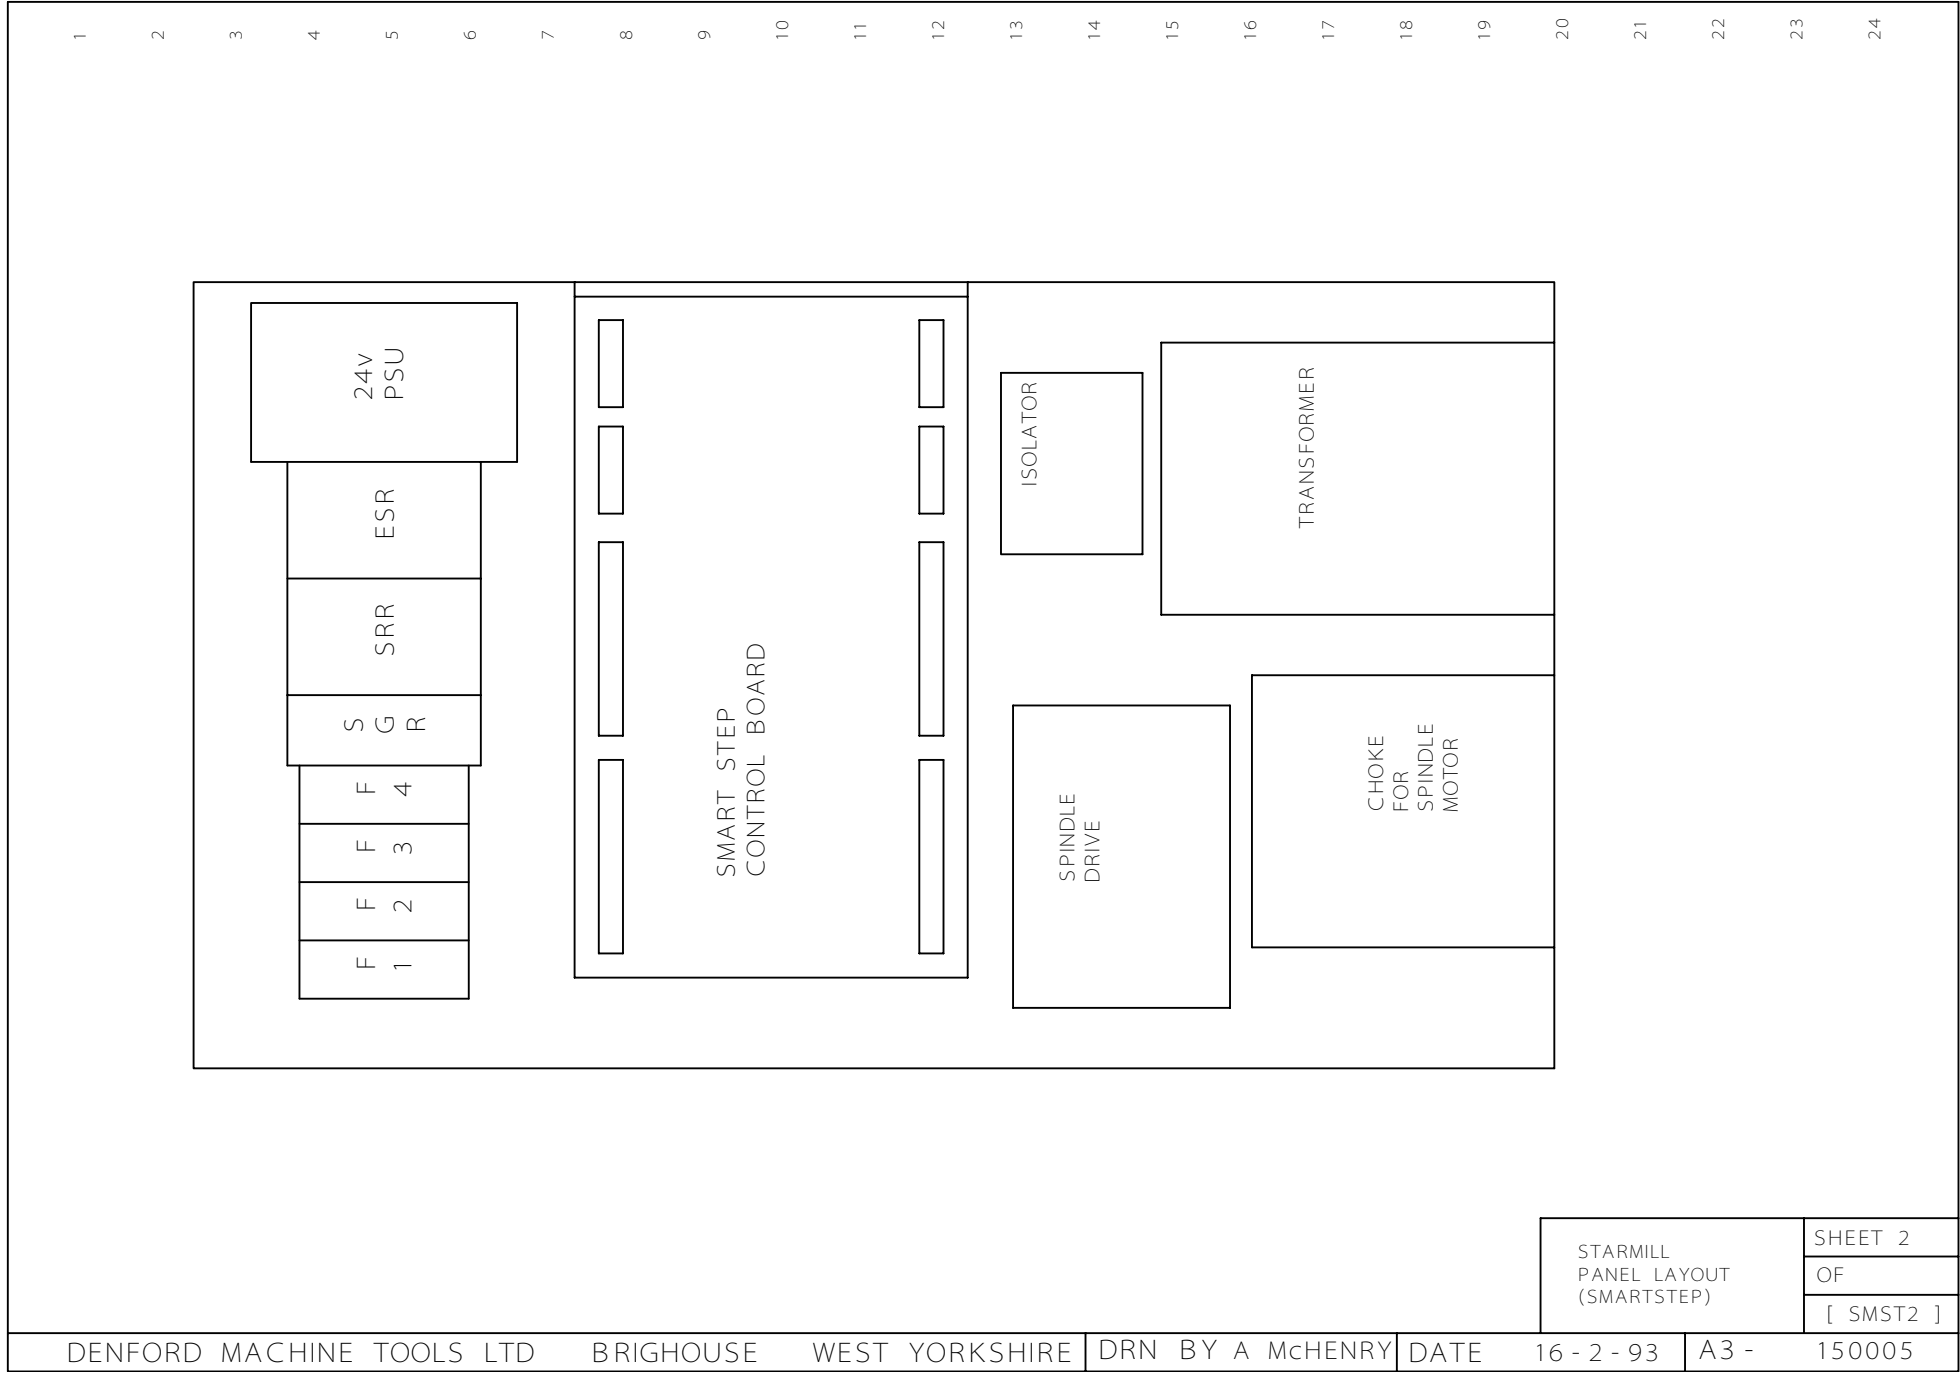 1 2 3 4 5 6 7 8 9 10 11 12 13 14 15 16 17 18 19 20 21 22 23 24
24v
PSU
ESR
SRR
S
G
R
F
4
F
3
F
2
F
1
SMART STEP
CONTROL BOARD
ISOLATOR
TRANSFORMER
SPINDLE
DRIVE
CHOKE
FOR
SPINDLE
MOTOR
STARMILL
PANEL LAYOUT
(SMARTSTEP)
SHEET 2
OF
[ SMST2 ]
DENFORD MACHINE TOOLS LTD BRIGHOUSE WEST YORKSHIRE DRN BY A McHENRY DATE 16-2-93 A3- 150005